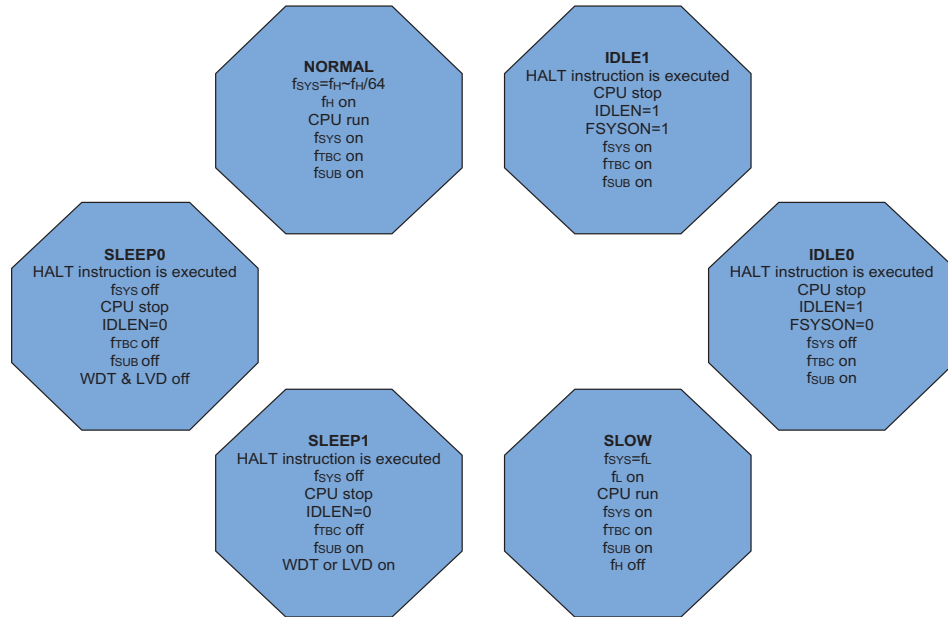 NORMAL
fSYS=fH~fH/64
fH on
CPU run
fSYS on
fTBC on
fSUB on
IDLE1
HALT instruction is executed
CPU stop
IDLEN=1
FSYSON=1
fSYS on
fTBC on
fSUB on
SLEEP0
HALT instruction is executed
fSYS off
CPU stop
IDLEN=0
fTBC off
fSUB off
WDT & LVD off
IDLE0
HALT instruction is executed
CPU stop
IDLEN=1
FSYSON=0
fSYS off
fTBC on
fSUB on
SLEEP1
HALT instruction is executed
fSYS off
CPU stop
IDLEN=0
fTBC off
fSUB on
WDT or LVD on
SLOW
fSYS=fL
fL on
CPU run
fSYS on
fTBC on
fSUB on
fH off